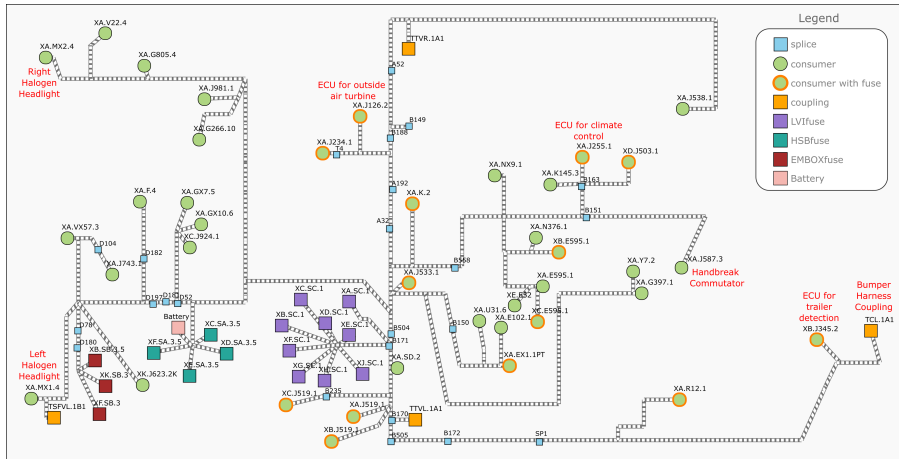 XA.V22.4
XA.MX2.4
XA.G805.4
Right
Halogen
Headlight
XA.J981.1
XC.G266.10
TTVR.1A1
A52
ECU for outside
air turbine
XA.J126.2
B149
B188
XA.J234.1
T4
XA.J538.1
ECU for climate
control
XA.J255.1
XD.J503.1
XA.NX9.1
XA.K145.3
B163
B151
A192
XA.K.2
A32
XA.F.4
XA.GX7.5
XA.GX10.6
XC.J924.1
XA.VX57.3
D104
XA.J743.1
D182
XA.N376.1
XB.E595.1
B568
XA.J533.1
XA.J587.3
Handbreak
Commutator
XA.Y7.2
XA.G397.1
XA.E595.1
XE.E52
XC.E595.1
XA.U31.6
XA.E102.1
B150
XA.EX1.1PT
D197
D52
Battery
XC.SA.3.5
XF.SA.3.5
XD.SA.3.5
XE.SA.3.5
XC.SC.1
XA.SC.1
XB.SC.1
XD.SC.1
XE.SC.1
XF.SC.1
XG.SC.1
XJ.SC.1
B504
B171
XA.SD.2
B235
XC.J519.1
XA.J519.1
XB.J519.1
TTVL.1A1
B170
B505
B172
SP1
XA.R12.1
ECU for
trailer
detection
XB.J345.2
Bumper
Harness
Coupling
TCL.1A1
D78
D180
Left
Halogen
Headlight
XB.SB.3.5
XK.SB.3
XF.SB.3
XK.J623.2K
XA.MX1.4
TSFVL.1B1
Legend
splice
consumer
consumer with fuse
coupling
LVIfuse
HSBfuse
EMBOXfuse
Battery